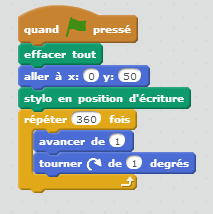 quand pressé
effacer tout
aller à x: 0 y: 50
stylo en position d'écriture
répéter 360 fois
avancer de 1
tourner de 1 degrés